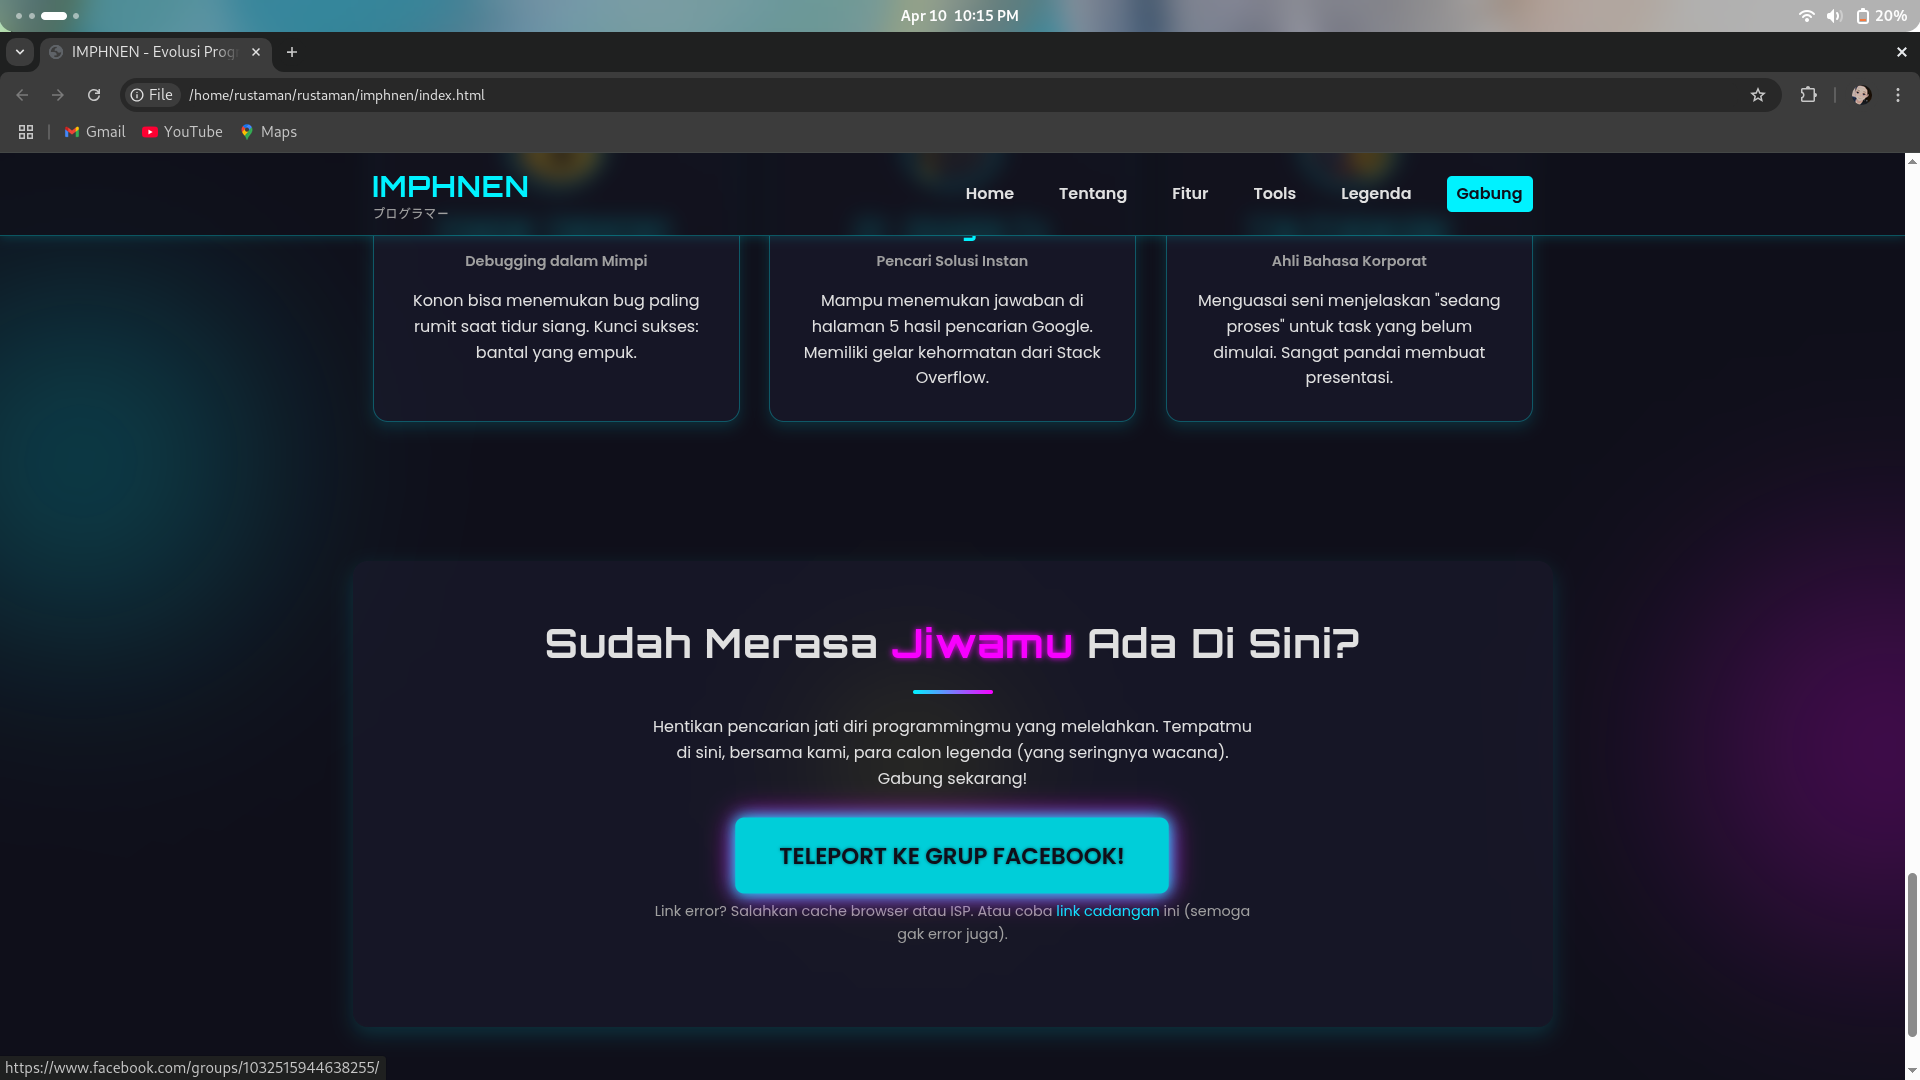 Apr 10 10:15 PM
20%
IMPHNEN - Evolusi Prog
File
/home/rustaman/rustaman/imphnen/index.html
Gmail
YouTube
Maps
IMPHNEN
プログラマー
Home
Tentang
Fitur
Tools
Legenda
Gabung
Debugging dalam Mimpi
Konon bisa menemukan bug paling
rumit saat tidur siang. Kunci sukses:
bantal yang empuk.
Pencari Solusi Instan
Mampu menemukan jawaban di
halaman 5 hasil pencarian Google.
Memiliki gelar kehormatan dari Stack
Overflow.
Ahli Bahasa Korporat
Menguasai seni menjelaskan "sedang
proses" untuk task yang belum
dimulai. Sangat pandai membuat
presentasi.
Sudah Merasa Jiwamu Ada Di Sini?
Hentikan pencarian jati diri programmingmu yang melelahkan. Tempatmu
di sini, bersama kami, para calon legenda (yang seringnya wacana).
Gabung sekarang!
TELEPORT KE GRUP FACEBOOK!
Link error? Salahkan cache browser atau ISP. Atau coba link cadangan ini (semoga
gak error juga).
https://www.facebook.com/groups/1032515944638255/